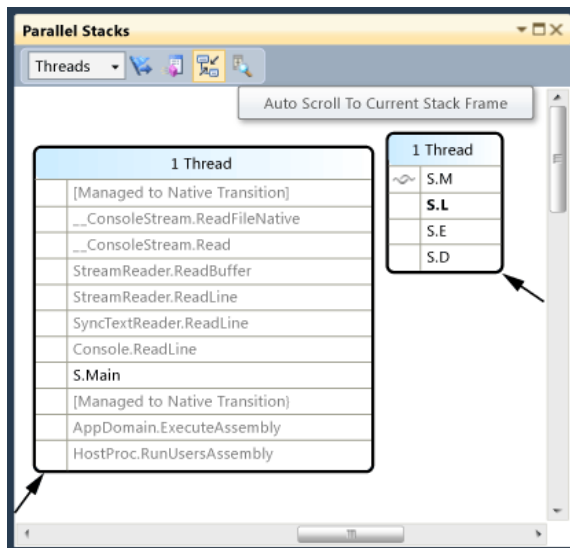 Parallel Stacks
Threads
Auto Scroll To Current Stack Frame
1 Thread
[Managed to Native Transition]
__ConsoleStream.ReadFileNative
__ConsoleStream.Read
StreamReader.ReadBuffer
StreamReader.ReadLine
SyncTextReader.ReadLine
Console.ReadLine
S.Main
[Managed to Native Transition}
AppDomain.ExecuteAssembly
HostProc.RunUsersAssembly
1 Thread
S.M
S.L
S.E
S.D